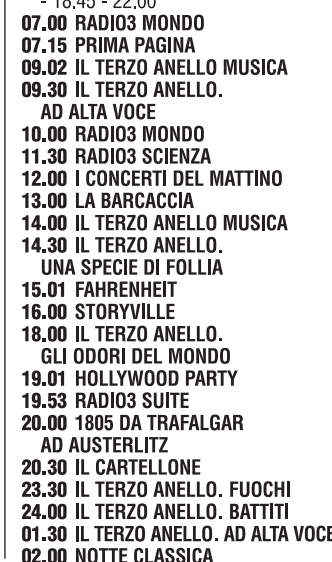 - 18.45 - 22.00
07.00 RADIO3 MONDO
07.15 PRIMA PAGINA
09.02 IL TERZO ANELLO MUSICA
09.30 IL TERZO ANELLO.
AD ALTA VOCE
10.00 RADIO3 MONDO
11.30 RADIO3 SCIENZA
12.00 I CONCERTI DEL MATTINO
13.00 LA BARCACCIA
14.00 IL TERZO ANELLO MUSICA
14.30 IL TERZO ANELLO.
UNA SPECIE DI FOLLIA
15.01 FAHRENHEIT
16.00 STORYVILLE
18.00 IL TERZO ANELLO.
GLI ODORI DEL MONDO
19.01 HOLLYWOOD PARTY
19.53 RADIO3 SUITE
20.00 1805 DA TRAFALGAR
AD AUSTERLITZ
20.30 IL CARTELLONE
23.30 IL TERZO ANELLO. FUOCHI
24.00 IL TERZO ANELLO. BATTITI
01.30 IL TERZO ANELLO. AD ALTA VOCE
02.00 NOTTE CLASSICA